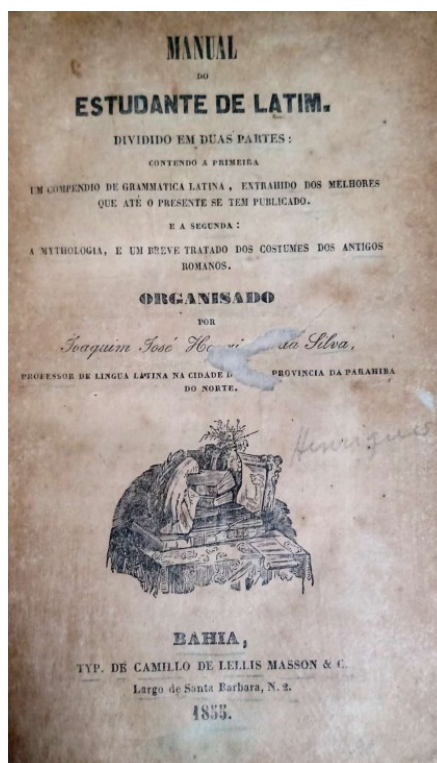 MANUAL
DO
ESTUDANTE DE LATIM.
DIVIDIDO EM DUAS PARTES:
CONTENDO A PRIMEIRA
UM COMPENDIO DE GRAMMATICA LATINA, EXTRAHIDO DOS MELHORES
QUE ATÉ O PRESENTE SE TEM PUBLICADO.
E A SEGUNDA:
A MYTHOLOGIA, E UM BREVE TRATADO DOS COSTUMES DOS ANTIGOS
ROMANOS.
ORGANISADO
POR
Joaquim José Silva,
PROFESSOR DE LINGUA LATINA NA CIDADE PROVINCIA DA PARAHIBA
DO NORTE.
Henriques
BAHIA,
TYP. DE CAMILLO DE LELLIS MASSON & C.
Largo de Santa Barbara, N. 2.
1855.